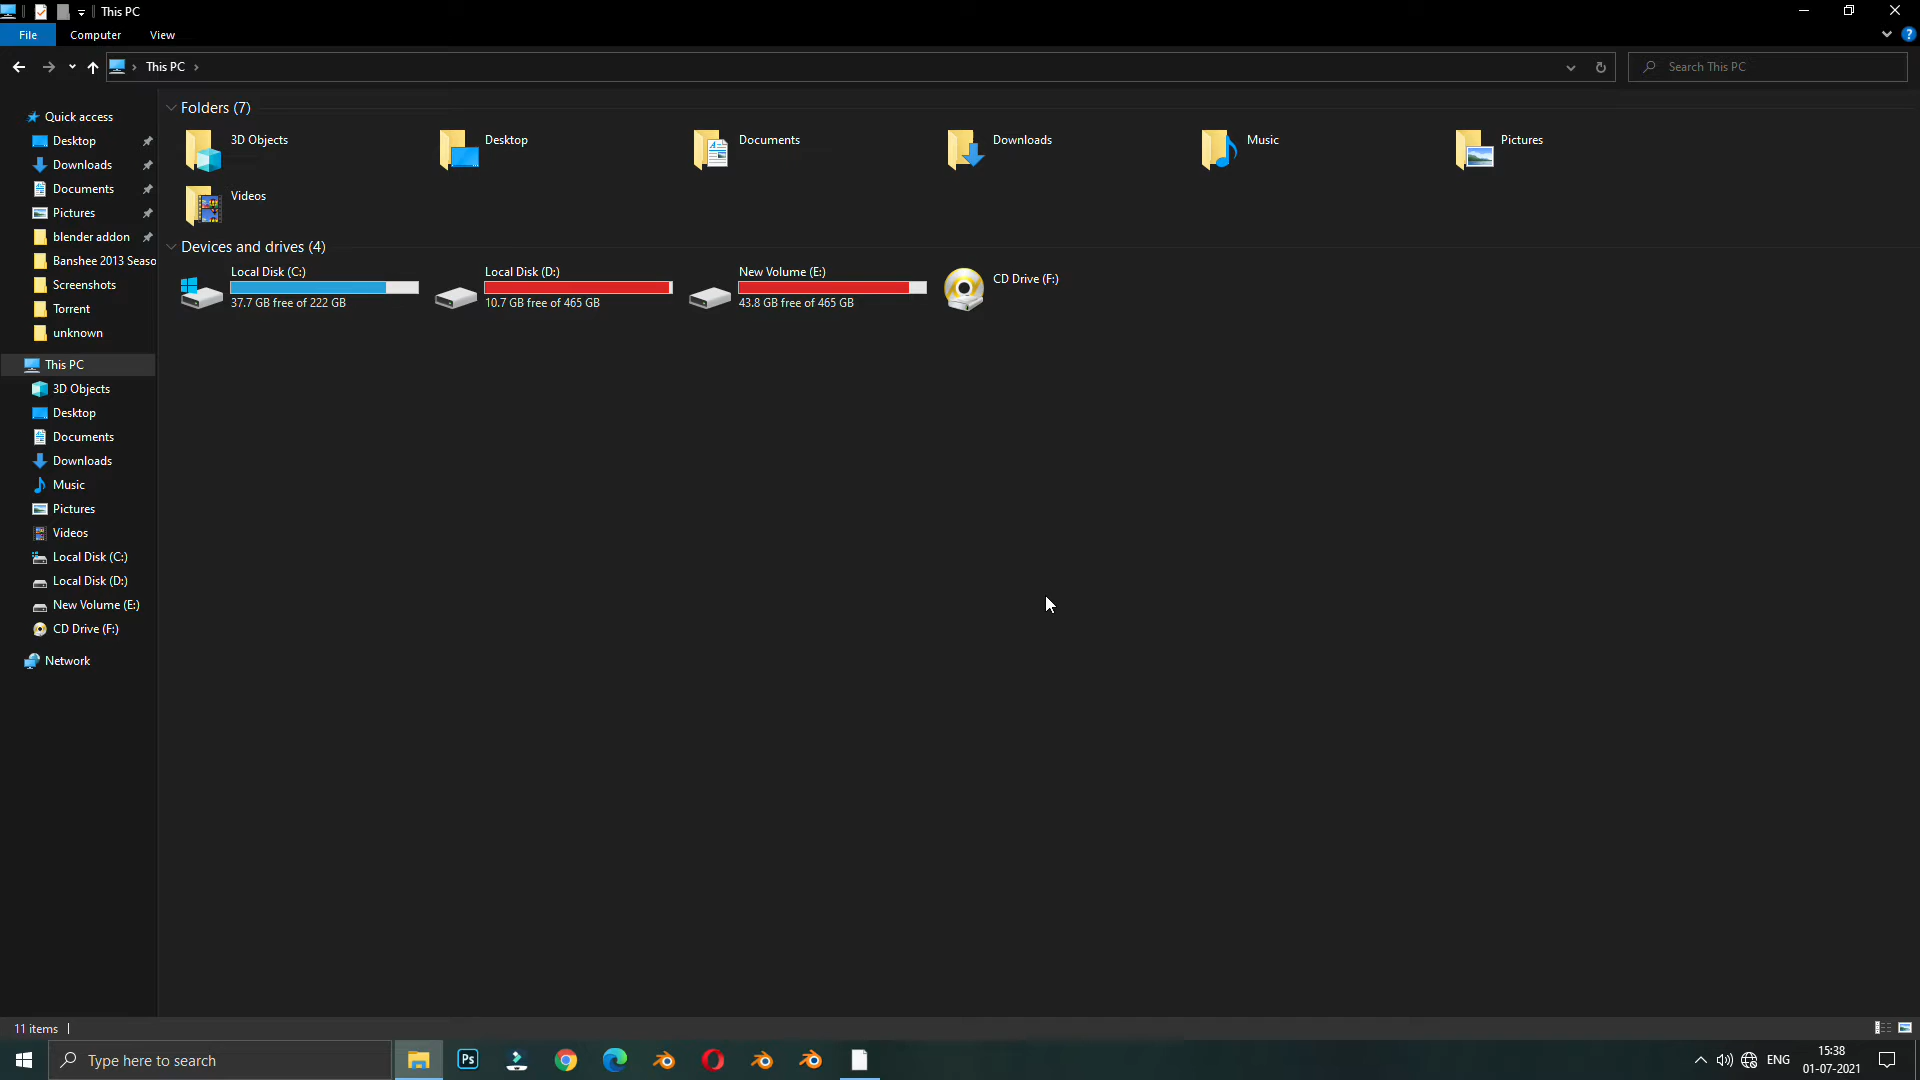 This PC
File Computer View
This PC
Search This PC
Quick access
Desktop
Downloads
Documents
Pictures
blender addon
Banshee 2013 Seaso
Screenshots
Torrent
unknown
This PC
3D Objects
Desktop
Documents
Downloads
Music
Pictures
Videos
Local Disk (C:)
Local Disk (D:)
New Volume (E:)
CD Drive (F:)
Network
Folders (7)
3D Objects
Desktop
Documents
Downloads
Music
Pictures
Videos
Devices and drives (4)
Local Disk (C:)
37.7 GB free of 222 GB
Local Disk (D:)
10.7 GB free of 465 GB
New Volume (E:)
43.8 GB free of 465 GB
CD Drive (F:)
11 items
Type here to search
Ps
ENG
15:38
01-07-2021